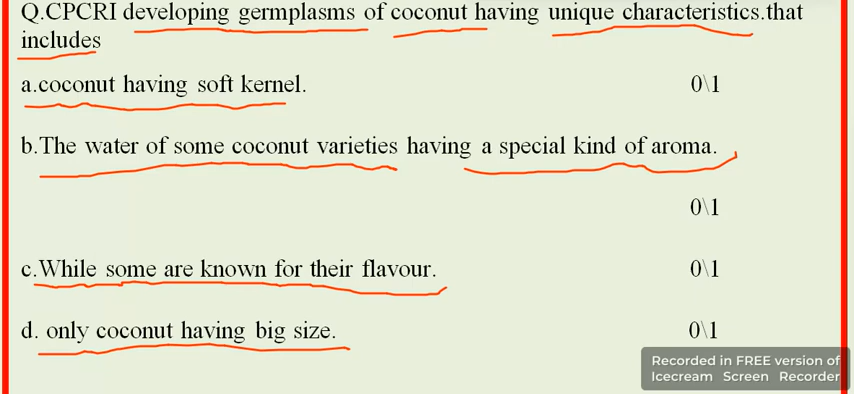 Q.CPCRI developing germplasms of coconut having unique characteristics.that
includes
a.coconut having soft kernel. 0\1
b.The water of some coconut varieties having a special kind of aroma.
0\1
c.While some are known for their flavour. 0\1
d. only coconut having big size. 0\1
Recorded in FREE version of
Icecream Screen Recorder